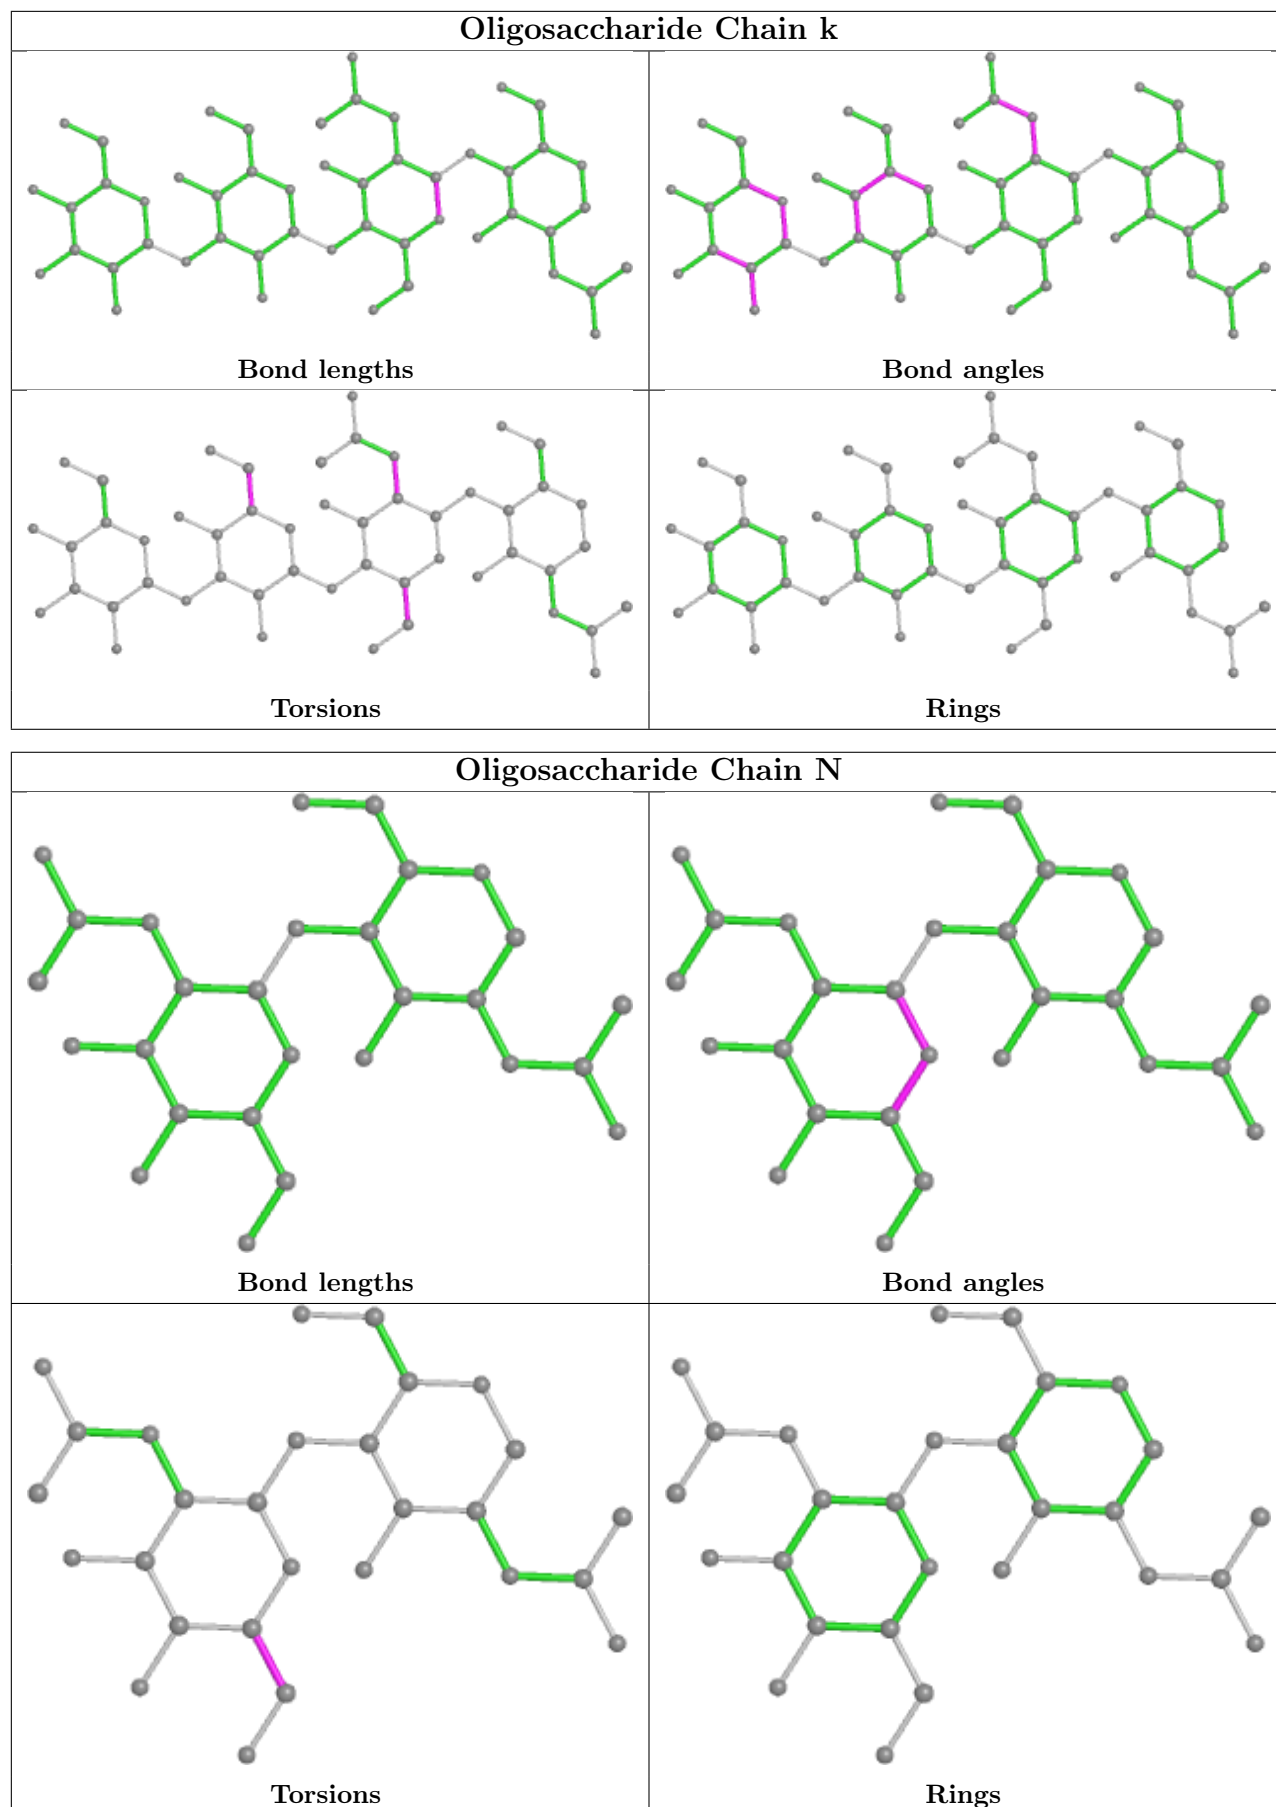 Oligosaccharide Chain k
Bond lengths
Bond angles
Torsions
Rings
Oligosaccharide Chain N
Bond lengths
Bond angles
Torsions
Rings